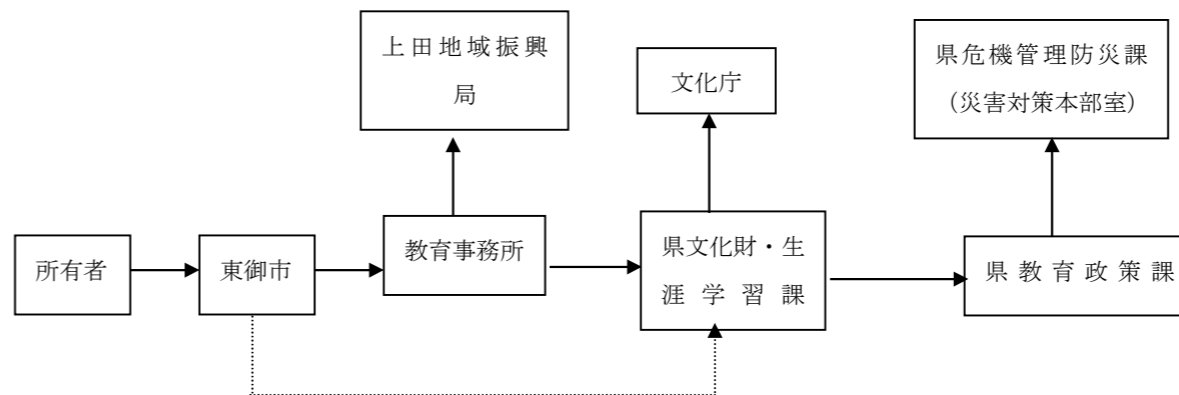 上田地域振興
局
文化庁
県危機管理防災課
（災害対策本部室）
所有者
東御市
教育事務所
県文化財・生
涯学習課
県教育政策課